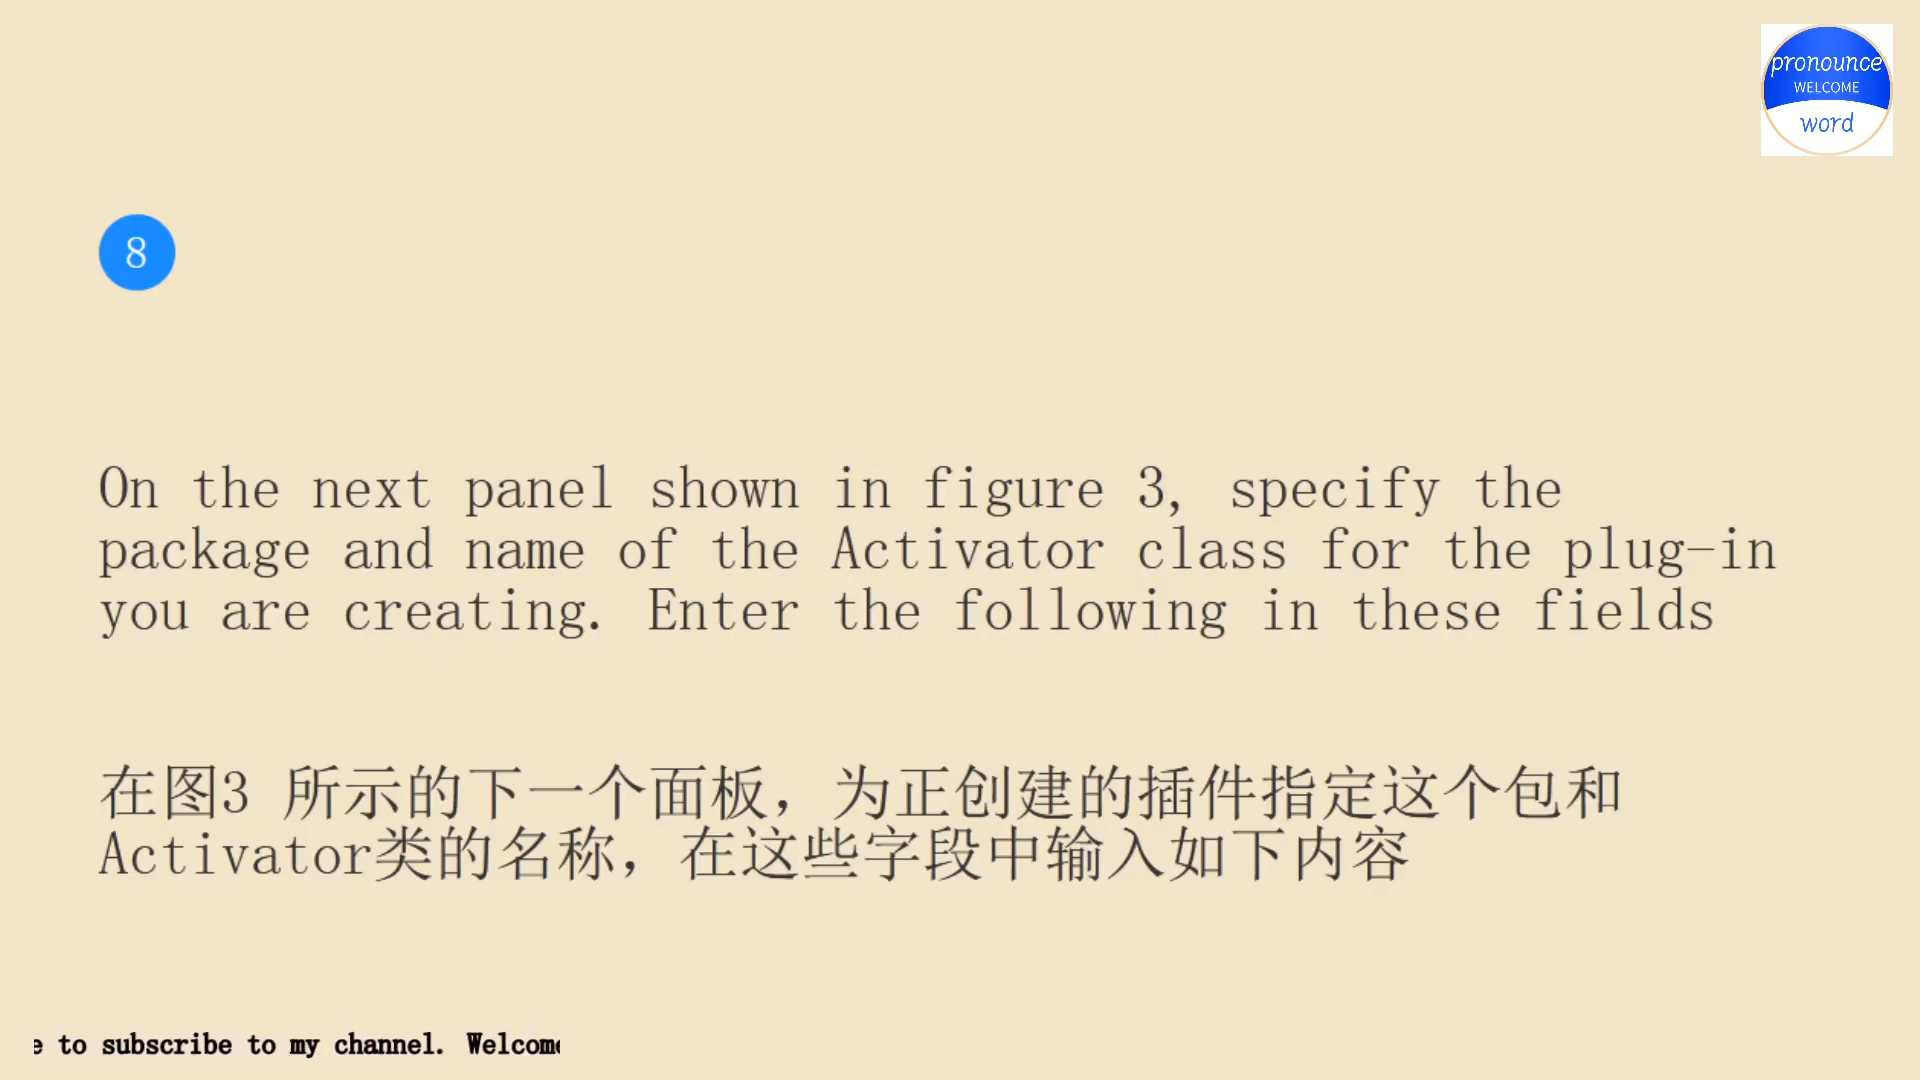 pronounce
WELCOME
word
8
On the next panel shown in figure 3, specify the
package and name of the Activator class for the plug-in
you are creating. Enter the following in these fields
在图3 所示的下一个面板，为正创建的插件指定这个包和
Activator类的名称，在这些字段中输入如下内容
e to subscribe to my channel. Welcome